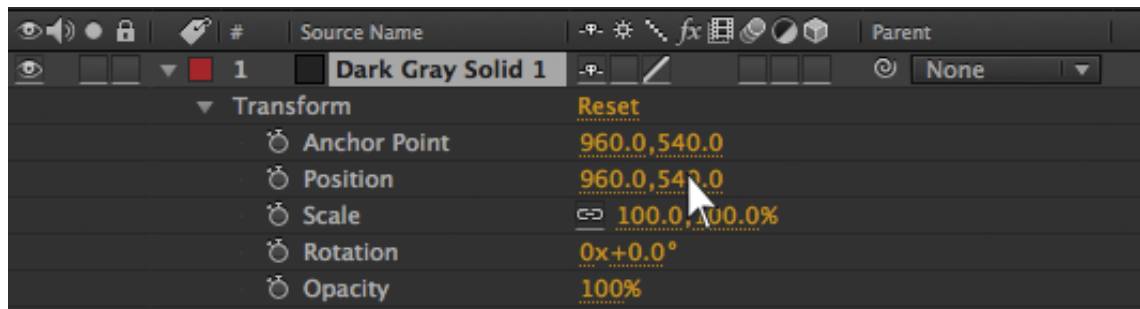 # Source Name fx Parent
1 Dark Gray Solid 1 None
Transform Reset
Anchor Point 960.0,540.0
Position 960.0,540.0
Scale 100.0,100.0%
Rotation 0x+0.0°
Opacity 100%